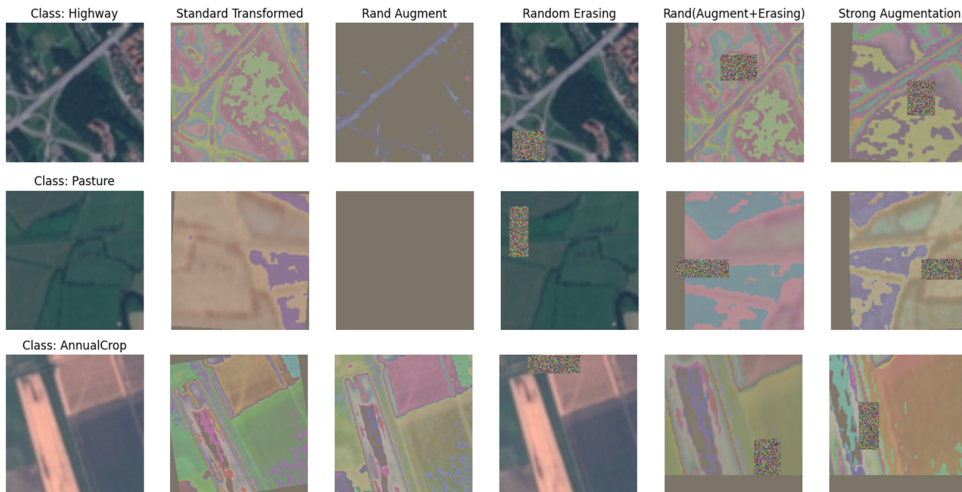 Class: Highway
Standard Transformed
Rand Augment
Random Erasing
Rand(Augment+Erasing)
Strong Augmentation
Class: Pasture
Class: AnnualCrop